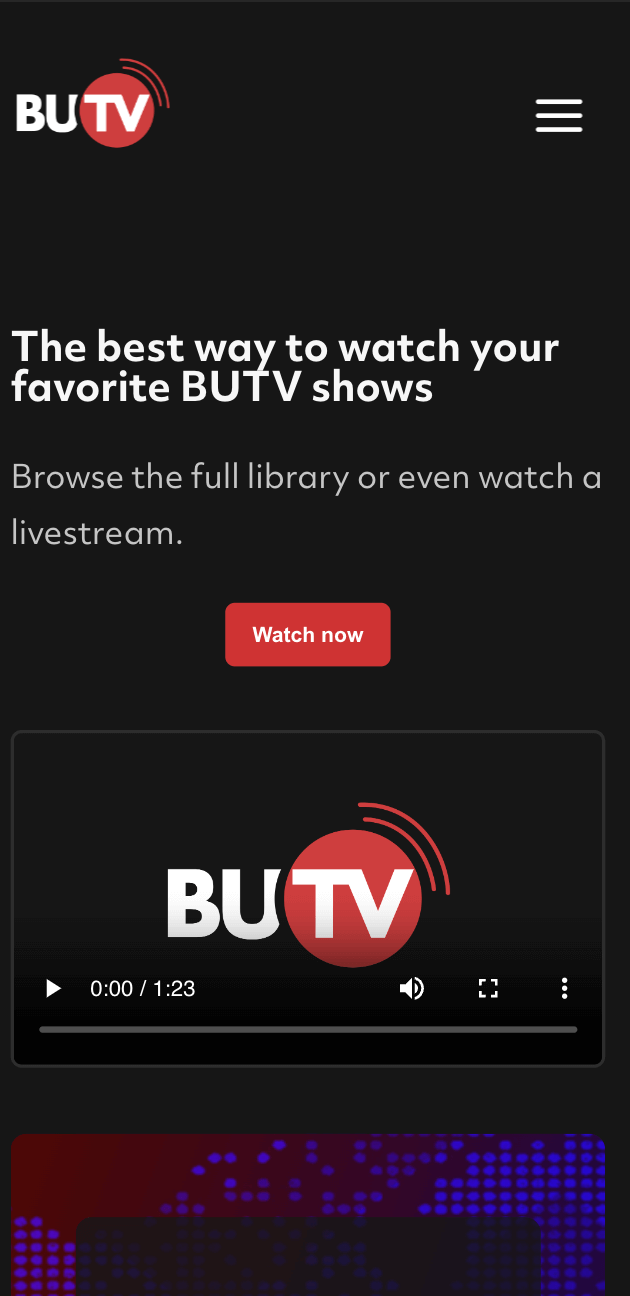 BUTV
The best way to watch your
favorite BUTV shows
Browse the full library or even watch a
livestream.
Watch now
BUTV
0:00 / 1:23